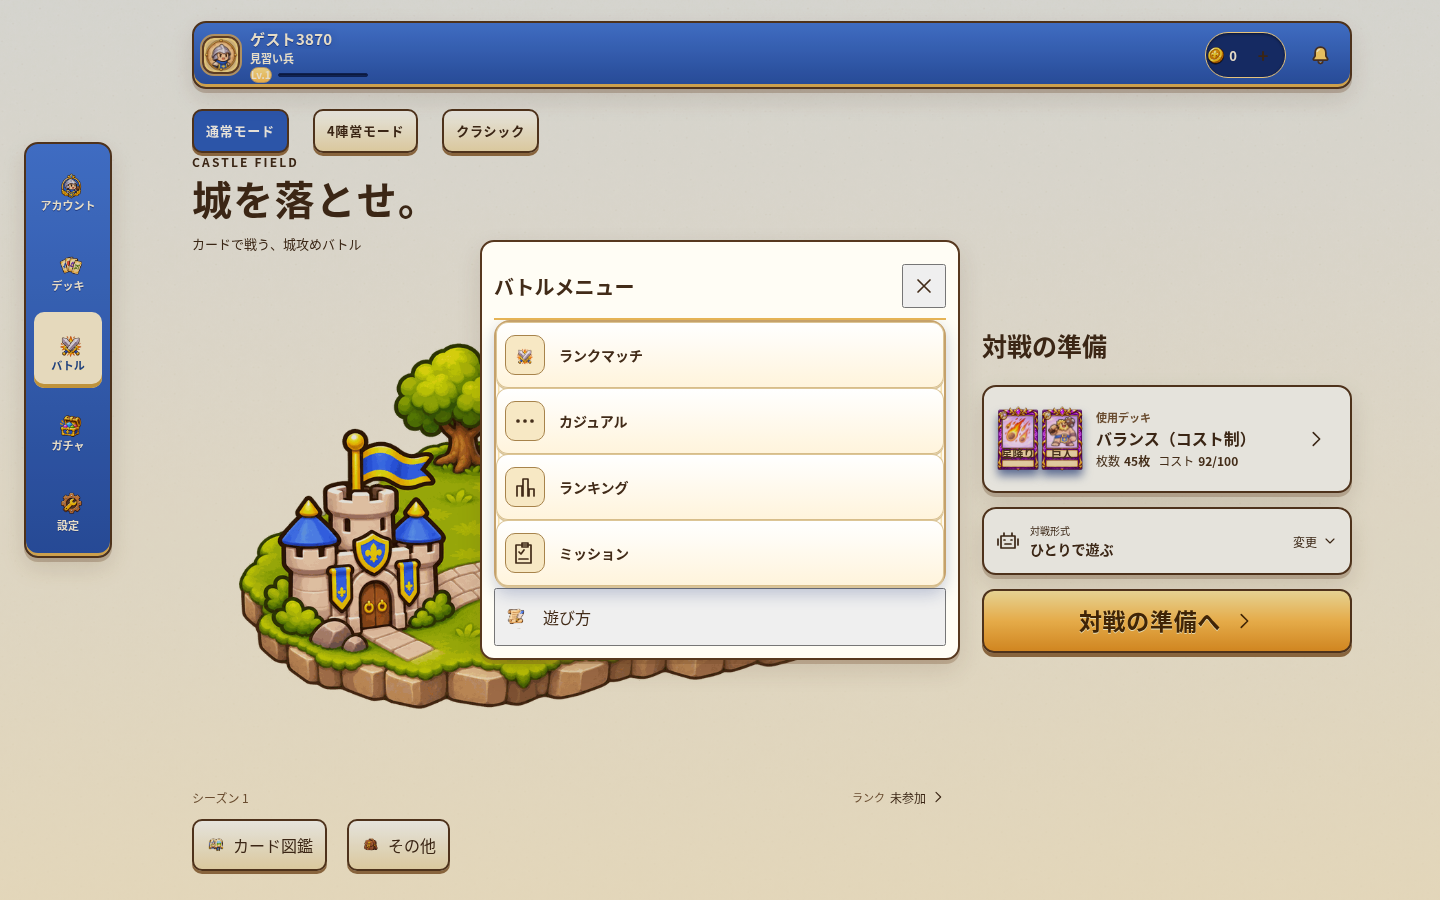 ゲスト3870
見習い兵
Lv.1
0
通常モード
4陣営モード
クラシック
CASTLE FIELD
城を落とせ。
カードで戦う、城攻めバトル
アカウント
デッキ
バトル
ガチャ
設定
バトルメニュー
ランクマッチ
カジュアル
ランキング
ミッション
遊び方
対戦の準備
使用デッキ
バランス（コスト制）
枚数 45枚 コスト 92/100
巨人
対戦形式
ひとりで遊ぶ
変更
対戦の準備へ
シーズン 1
ランク 未参加
カード図鑑
その他